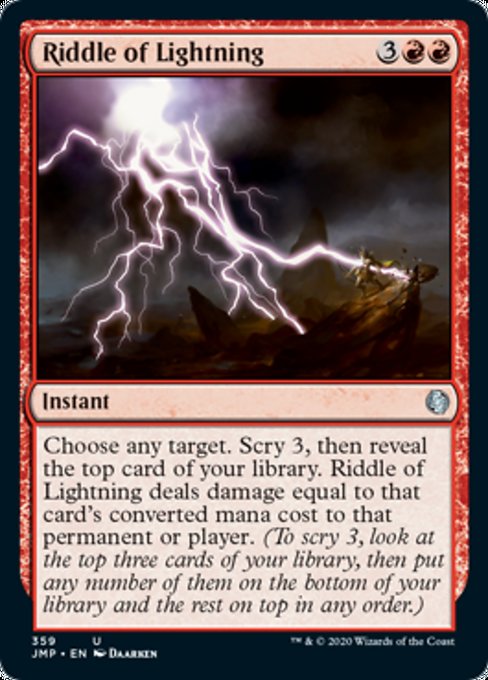 Riddle of Lightning 3
Instant
Choose any target. Scry 3, then reveal
the top card of your library. Riddle of
Lightning deals damage equal to that
card's converted mana cost to that
permanent or player. (To scry 3, look at
the top three cards of your library, then put
any number of them on the bottom of your
library and the rest on top in any order.)
359 U
JMP • EN Daarken
™ & © 2020 Wizards of the Coast